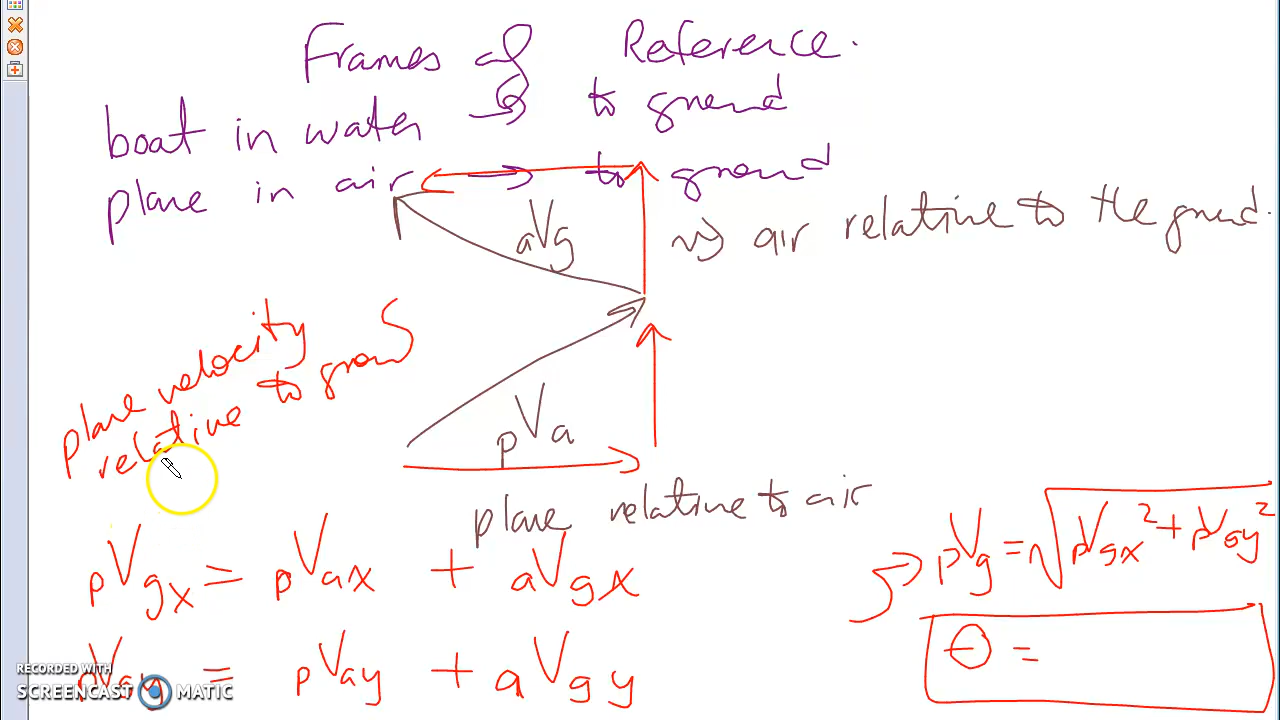 Frames of Reference.
boat in water → to ground
plane in air → to ground
aVg → air relative to the ground.
plane velocity
relative to ground
pVa
plane relative to air
pVgx = pVax + aVgx
pVg = √pVgx² + pVgy²
pVgy = pVay + aVgy
θ =
RECORDED WITH
SCREENCAST MATIC